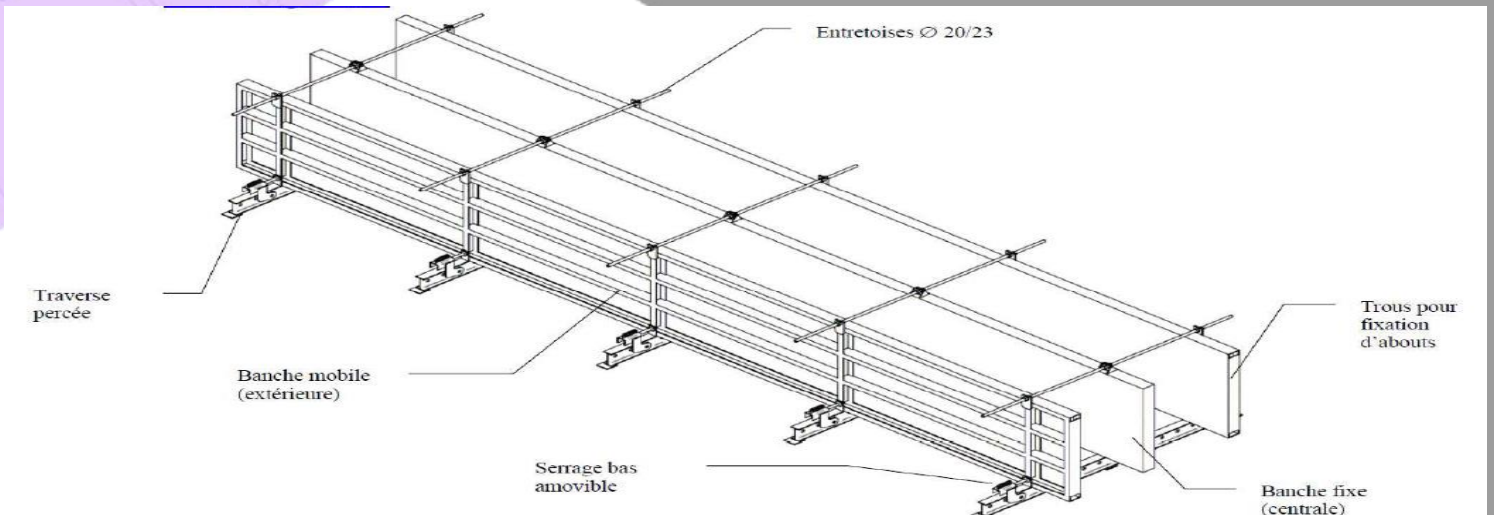 Entretoises ∅ 20/23
Traverse
percée
Trous pour
fixation
d'abouts
Banche mobile
(extérieure)
Serrage bas
amovible
Banche fixe
(centrale)